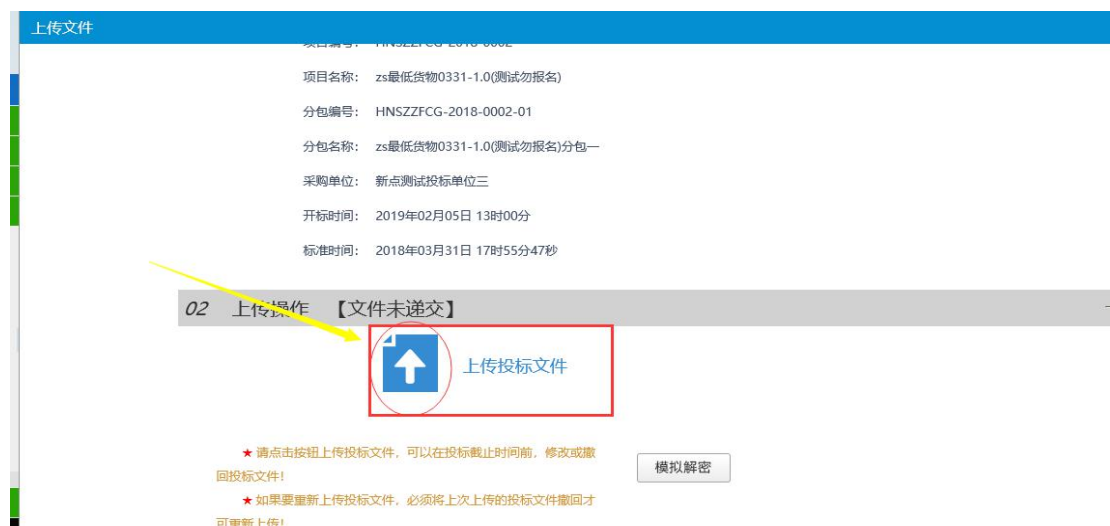 上传文件
项目编号： HNSZZFCG-2018-0002
项目名称： zs最低货物0331-1.0(测试勿报名)
分包编号： HNSZZFCG-2018-0002-01
分包名称： zs最低货物0331-1.0(测试勿报名)分包一
采购单位： 新点测试投标单位三
开标时间： 2019年02月05日 13时00分
标准时间： 2018年03月31日 17时55分47秒
02 上传操作 【文件未递交】
上传投标文件
★ 请点击按钮上传投标文件，可以在投标截止时间前，修改或撤
回投标文件！
模拟解密
★ 如果要重新上传投标文件，必须将上次上传的投标文件撤回才
可重新上传！